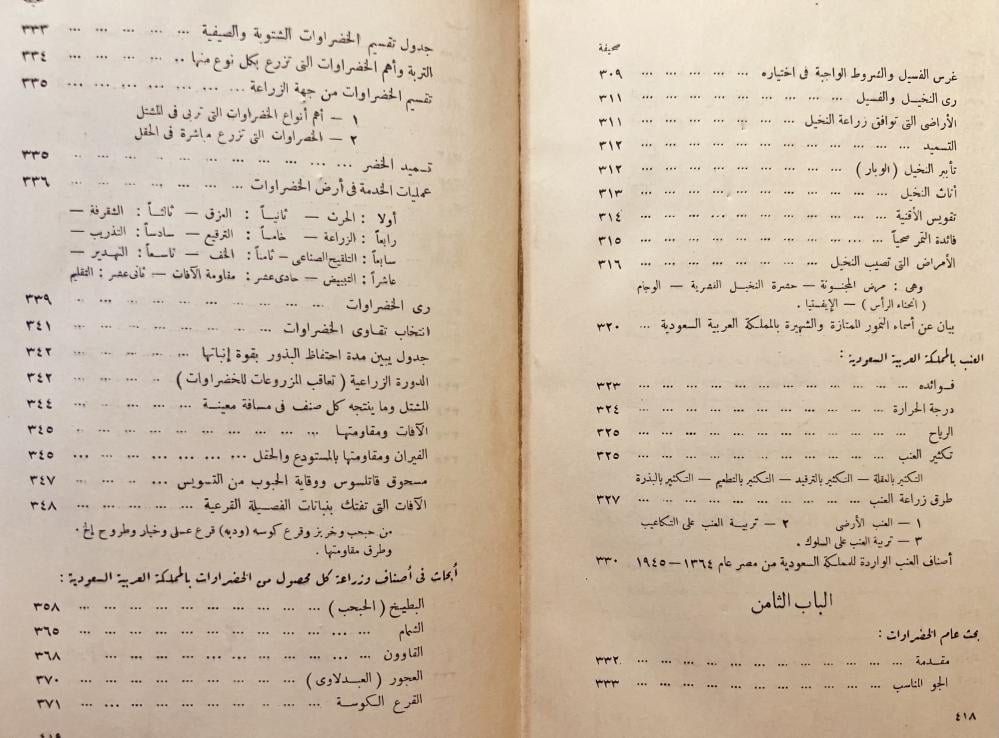 صحيفة
غرس الفسيل والشروط الواجبة فى اختياره ... ... ... ... ... ٣٠٩
رى النخيل والفسيل ... ... ... ... ... ... ... ... ٣١١
الأراضى التى توافق زراعة النخيل ... ... ... ... ... ... ٣١١
التسميد ... ... ... ... ... ... ... ... ... ... ٣١٢
تأبير النخيل (الوبار) ... ... ... ... ... ... ... ... ٣١٢
أناث النخيل ... ... ... ... ... ... ... ... ... ٣١٣
تقويس الأقنية ... ... ... ... ... ... ... ... ... ٣١٤
فائدة التمر صحياً ... ... ... ... ... ... ... ... ... ٣١٥
الأمراض التى تصيب النخيل ... ... ... ... ... ... ... ٣١٦
وهى : مرض المجنونة — حشرة النخيل القشرية — الوجام
(انحناء الرأس) — الإيفستيا .
بيان عن أسماء التمور الممتازة والشهيرة بالمملكة العربية السعودية ... ٣٢٠
العنب بالمملكة العربية السعودية :
فوائده ... ... ... ... ... ... ... ... ... ... ٣٢٣
درجة الحرارة ... ... ... ... ... ... ... ... ... ٣٢٤
الرياح ... ... ... ... ... ... ... ... ... ... ٣٢٥
تكثير العنب ... ... ... ... ... ... ... ... ... ٣٢٥
التكثير بالعقلة — التكثير بالترقيد — التكثير بالتطعيم — التكثير بالبذرة
طرق زراعة العنب ... ... ... ... ... ... ... ... ٣٢٧
١ — العنب الأرضى ٢ — تربية العنب على التكاعيب
٣ — تربية العنب على السلوك .
أصناف العنب الواردة للمملكة السعودية من مصر عام ١٣٦٤—١٩٤٥ ٣٣٠
الباب الثامن
بحث عام الخضراوات :
مقدمة ... ... ... ... ... ... ... ... ... ... ٣٣٢
الجو المناسب ... ... ... ... ... ... ... ... ... ٣٣٣
٤١٨
جدول تقسيم الخضراوات الشتوية والصيفية ... ... ... ... ... ٣٣٣
التربة وأهم الخضراوات التى تزرع بكل نوع منها .. ... ... ... ... ٣٣٤
تقسيم الخضراوات من جهة الزراعة ... ... ... ... ... ... ... ٣٣٥
١ — أهم أنواع الخضراوات التى تربى فى المشتل
٢ — الخضراوات التى تزرع مباشرة فى الحقل
تسميد الخضر ... ... ... ... ... ... ... ... ... ... ٣٣٥
عمليات الخدمة فى أرض الخضراوات ... ... ... ... ... ... ٣٣٦
أولا : الحرث — ثانياً : العزق — ثالثاً : الشقرفة —
رابعاً : الزراعة — خامساً : الترقيع — سادساً : التذريب —
سابعاً : التلقيح الصناعى — ثامناً : الخف — تاسعاً : التهدير —
عاشراً : التبييض — حادى عشر : مقاومة الآفات — ثانى عشر : التقليم
رى الخضراوات ... ... ... ... ... ... ... ... ... ٣٣٩
انتخاب تقاوى الخضراوات ... ... ... ... ... ... ... ٣٤١
جدول يبين مدة احتفاظ البذور بقوة إنباتها ... ... ... ... ... ٣٤٢
الدورة الزراعية (تعاقب المزروعات للخضراوات) ... ... ... ... ٣٤٢
المشتل وما ينتجه كل صنف فى مسافة معينة ... ... ... ... ... ٣٤٤
الآفات ومقاومتها ... ... ... ... ... ... ... ... ... ٣٤٥
الفيران ومقاومتها بالمستودع والحقل ... ... ... ... ... ... ... ٣٤٥
مسحوق قاتلسوس ووقاية الحبوب من التسويس ... ... ... ... ٣٤٧
الآفات التى تفتك بنباتات الفصيلة القرعية ... ... ... ... ... ٣٤٨
من حبحب وخربز وقرع كوسه (وديه) قرع عسلى وخيار وطروح إلخ .
وطرق مقاومتها .
أبحاث فى أصناف وزراعة كل محصول من الخضراوات بالمملكة العربية السعودية :
البطيخ (الحبحب) ... ... ... ... ... ... ... ... ٣٥٨
الشمام ... ... ... ... ... ... ... ... ... ... ٣٦٥
القاوون ... ... ... ... ... ... ... ... ... ... ٣٦٨
العجور (العبدلاوى) ... ... ... ... ... ... ... ... ٣٧٠
القرع الكوسة ... ... ... ... ... ... ... ... ... ٣٧١
٤١٩